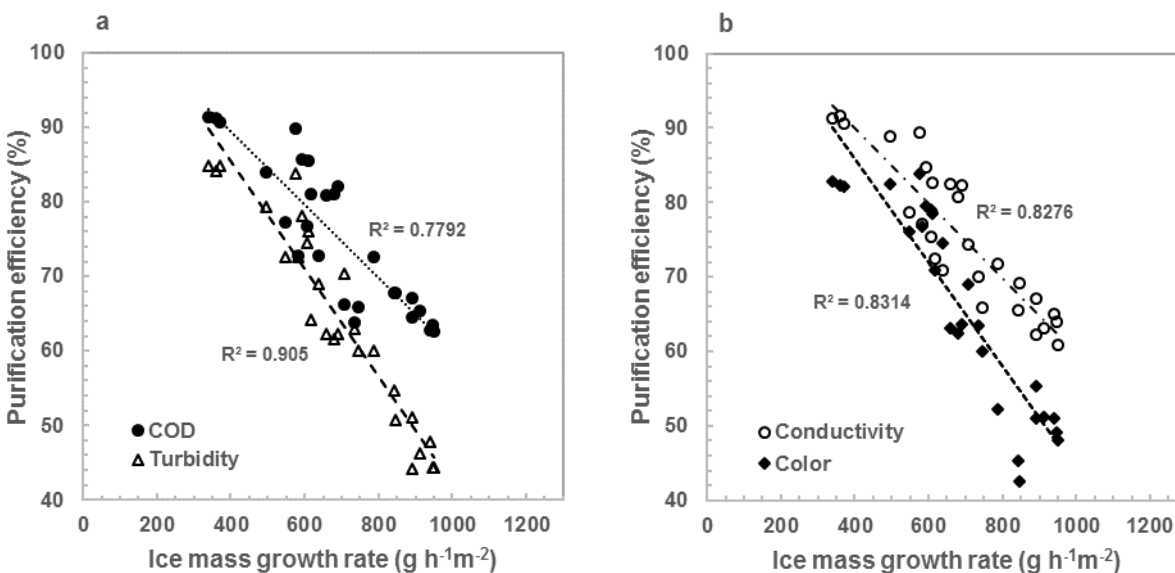 a
100
90
80
70
60
50
40
0 200 400 600 800 1000 1200
Purification efficiency (%)
Ice mass growth rate (g h⁻¹m⁻²)
R² = 0.7792
R² = 0.905
COD
Turbidity
b
100
90
80
70
60
50
40
0 200 400 600 800 1000 1200
Purification efficiency (%)
Ice mass growth rate (g h⁻¹m⁻²)
R² = 0.8276
R² = 0.8314
Conductivity
Color